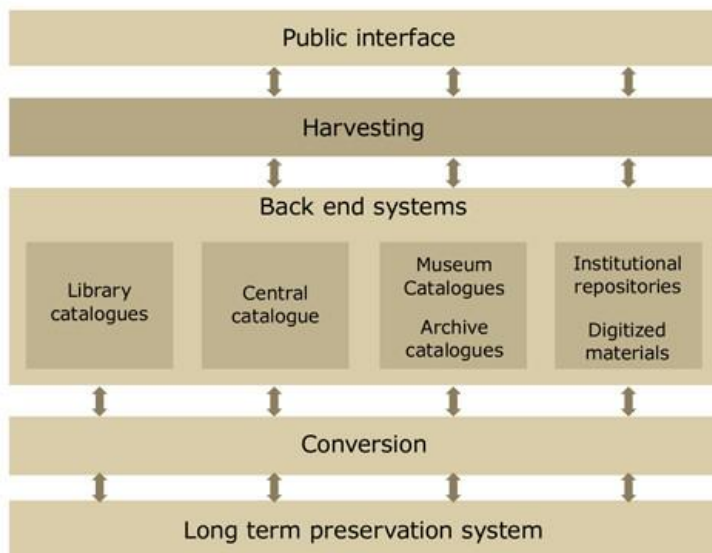 Public interface
Harvesting
Back end systems
Library
catalogues
Central
catalogue
Museum
Catalogues
Archive
catalogues
Institutional
repositories
Digitized
materials
Conversion
Long term preservation system